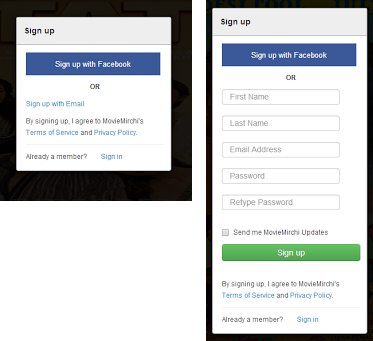 Sign up
Sign up with Facebook
OR
Sign up with Email
By signing up, I agree to MovieMirchi's
Terms of Service and Privacy Policy.
Already a member? Sign in
Sign up
Sign up with Facebook
OR
First Name
Last Name
Email Address
Password
Retype Password
Send me MovieMirchi Updates
Sign up
By signing up, I agree to MovieMirchi's
Terms of Service and Privacy Policy.
Already a member? Sign in